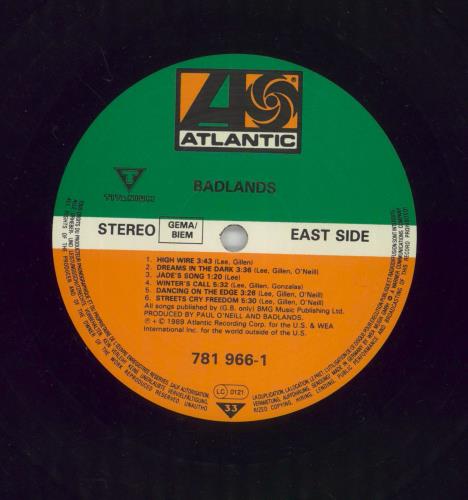 ATLANTIC
TITANIUM
BADLANDS
STEREO
GEMA/
BIEM
EAST SIDE
1. HIGH WIRE 3:43 (Lee, Gillen)
2. DREAMS IN THE DARK 3:36 (Lee, Gillen, O'Neill)
3. JADE'S SONG 1:20 (Lee)
4. WINTER'S CALL 5:32 (Lee, Gillen, Gonzalas)
5. DANCING ON THE EDGE 3:28 (Lee, Gillen, O'Neill)
6. STREETS CRY FREEDOM 5:30 (Lee, Gillen, O'Neill)
All songs published by (G.B. only) BMG Music Publishing Ltd.
PRODUCED BY PAUL O'NEILL AND BADLANDS.
℗ + © 1989 Atlantic Recording Corp. for the U.S. & WEA
International Inc. for the world outside of the U.S.
781 966-1
LC 0121
33